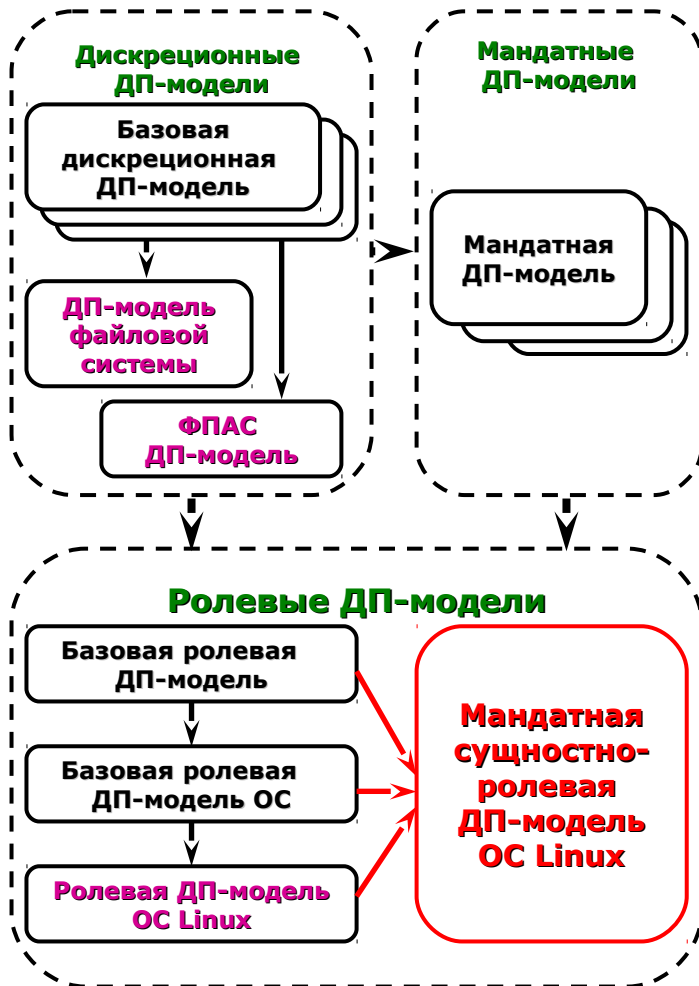 Дискреционные
ДП-модели
Базовая
дискреционная
ДП-модель
ДП-модель
файловой
системы
ФПАС
ДП-модель
Мандатные
ДП-модели
Мандатная
ДП-модель
Ролевые ДП-модели
Базовая ролевая
ДП-модель
Базовая ролевая
ДП-модель ОС
Ролевая ДП-модель
ОС Linux
Мандатная
сущностно-
ролевая
ДП-модель
ОС Linux